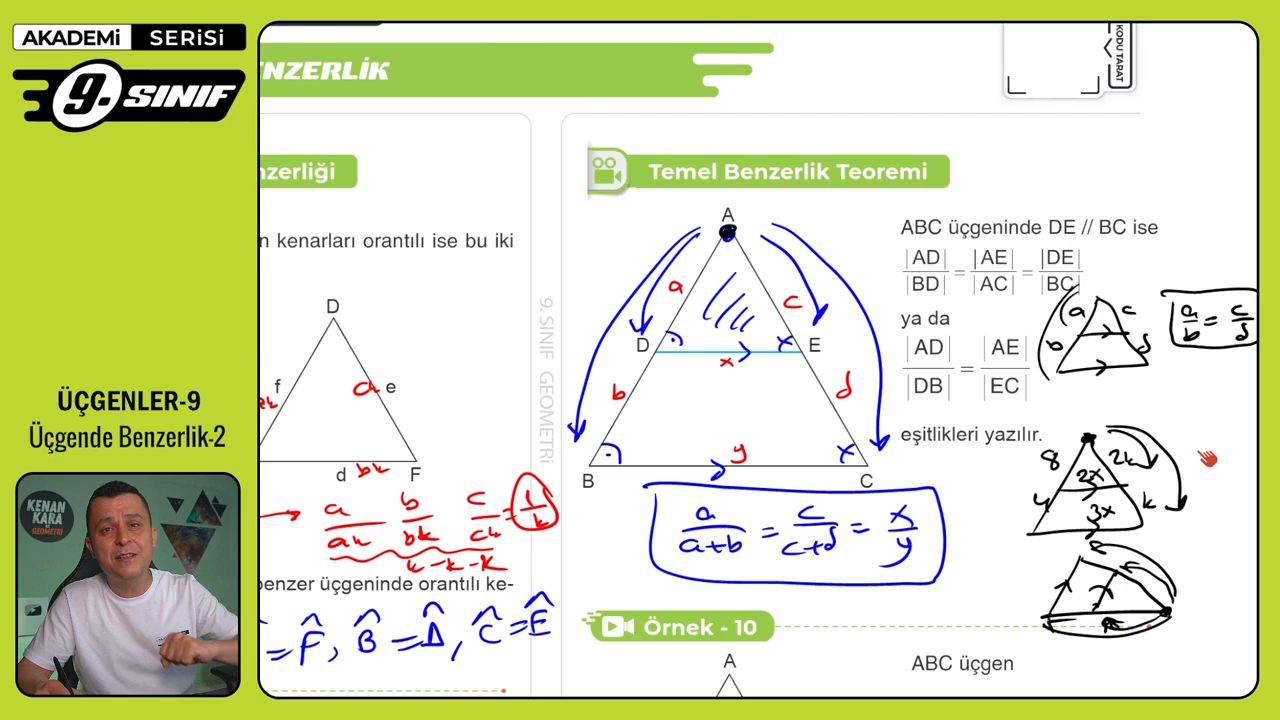 AKADEMİ SERİSİ
9. SINIF
ÜÇGENLER-9
Üçgende Benzerlik-2
KENAN
KARA
GEOMETRİ
ENZERLİK
KODU TARAT
nzerliği
n kenarları orantılı ise bu iki
D
f
a e
F
d bk
a b c 1
ak bk ck = k
k-k-k
benzer üçgeninde orantılı ke-
= F̂, B̂ = D̂, Ĉ = Ê
9. SINIF GEOMETRİ
Temel Benzerlik Teoremi
A
a c
D E
x
b d
y
B C
a/(a+b) = c/(c+d) = x/y
ABC üçgeninde DE // BC ise
|AD|/|BD| = |AE|/|AC| = |DE|/|BC|
ya da
|AD|/|DB| = |AE|/|EC|
eşitlikleri yazılır.
a c
b d
a/b = c/d
8 2k
2x
4 k
3x
Örnek - 10
A
ABC üçgen